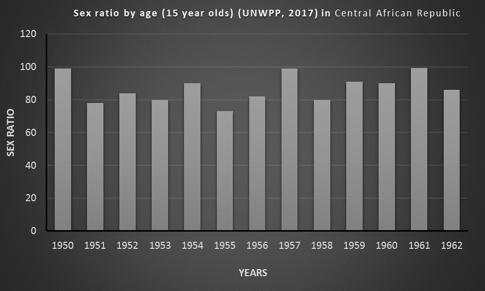 Sex ratio by age (15 year olds) (UNWPP, 2017) in Central African Republic
120
100
80
60
40
20
0
SEX RATIO
1950 1951 1952 1953 1954 1955 1956 1957 1958 1959 1960 1961 1962
YEARS